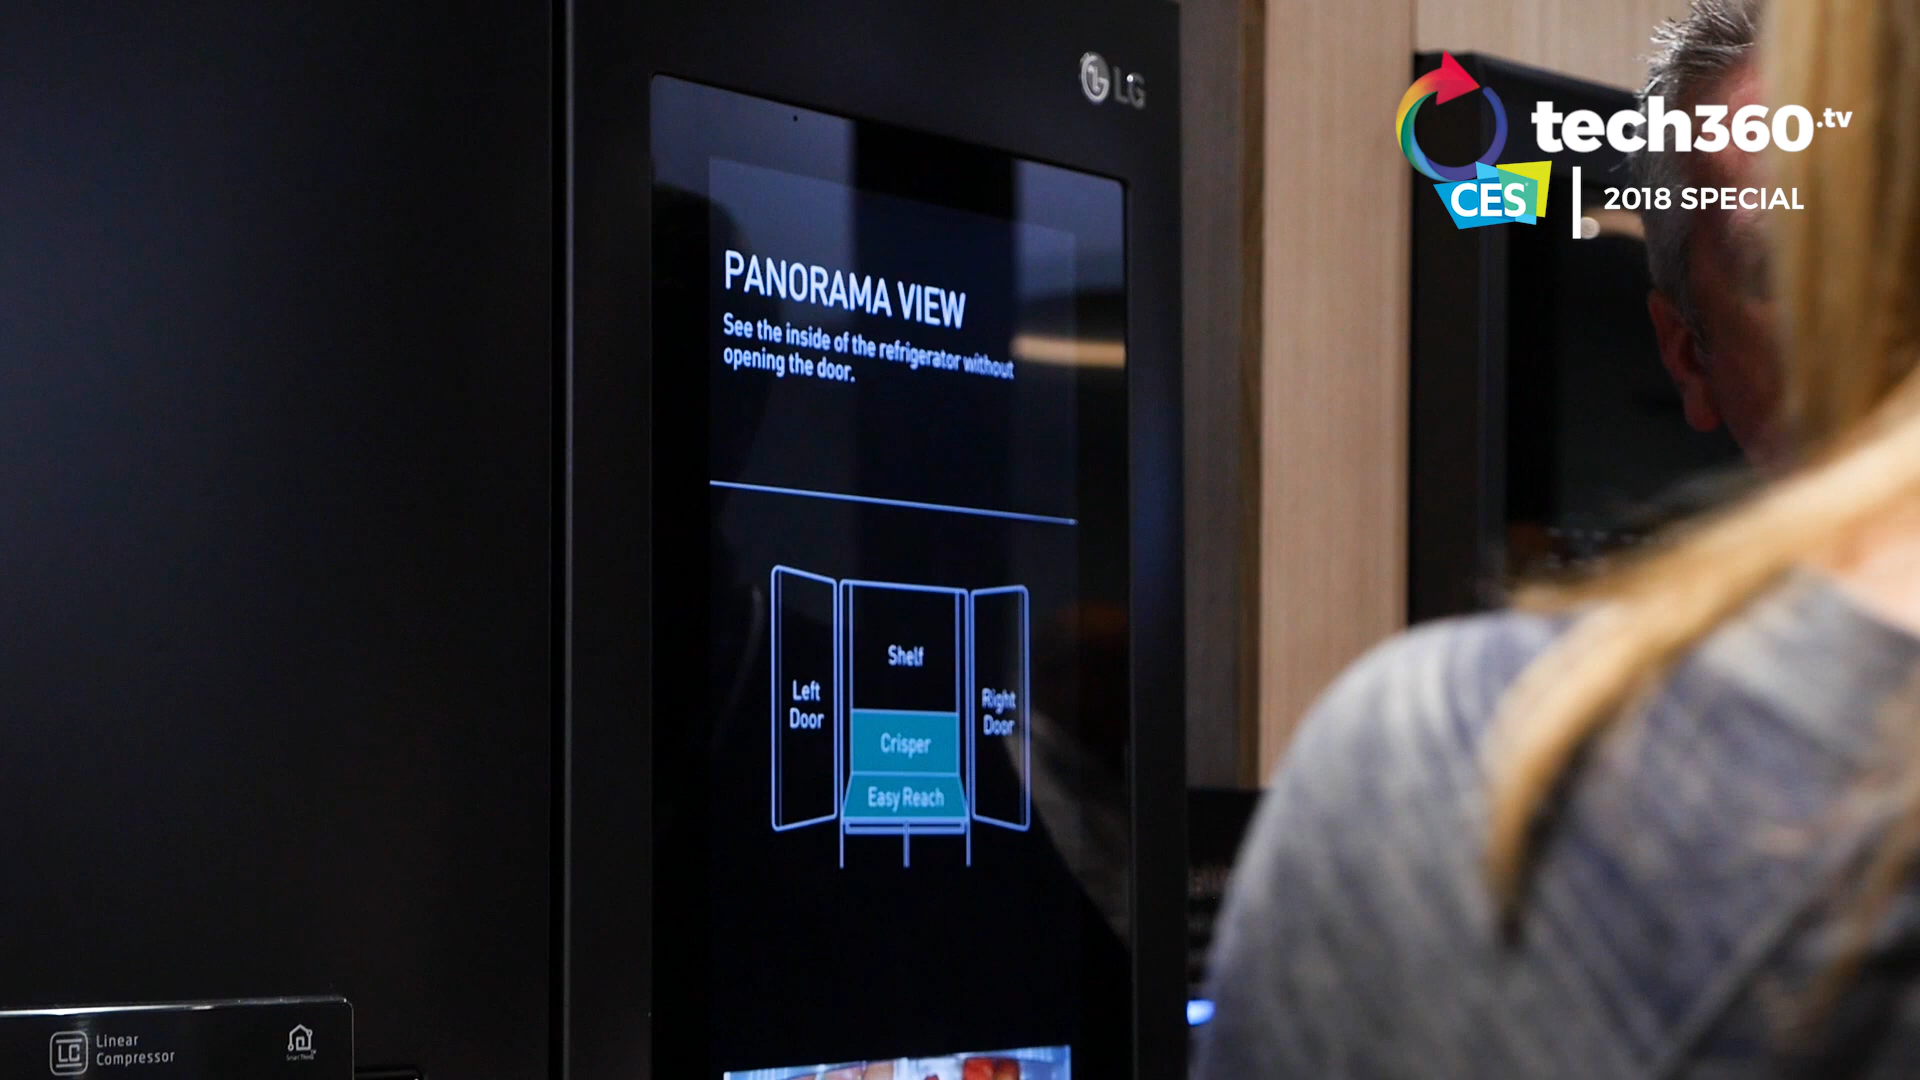 LG
tech360.tv
CES
2018 SPECIAL
PANORAMA VIEW
See the inside of the refrigerator without
opening the door.
Shelf
Left
Door
Right
Door
Crisper
Easy Reach
LC
Linear
Compressor